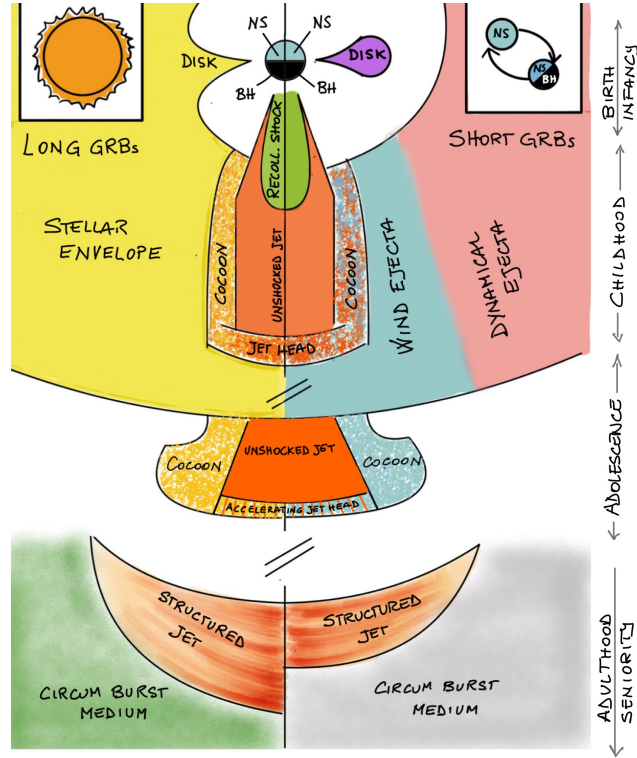 NS
NS
DISK
DISK
BH
BH
NS
NS
BH
LONG GRBs
SHORT GRBs
RECOLL. SHOCK
STELLAR
ENVELOPE
COCOON
UNSHOCKED JET
COCOON
WIND EJECTA
DYNAMICAL
EJECTA
JET HEAD
UNSHOCKED JET
COCOON
COCOON
ACCELERATING JET HEAD
STRUCTURED
JET
STRUCTURED
JET
CIRCUM BURST
MEDIUM
CIRCUM BURST
MEDIUM
BIRTH
INFANCY
CHILDHOOD
ADOLESCENCE
ADULTHOOD
SENIORITY